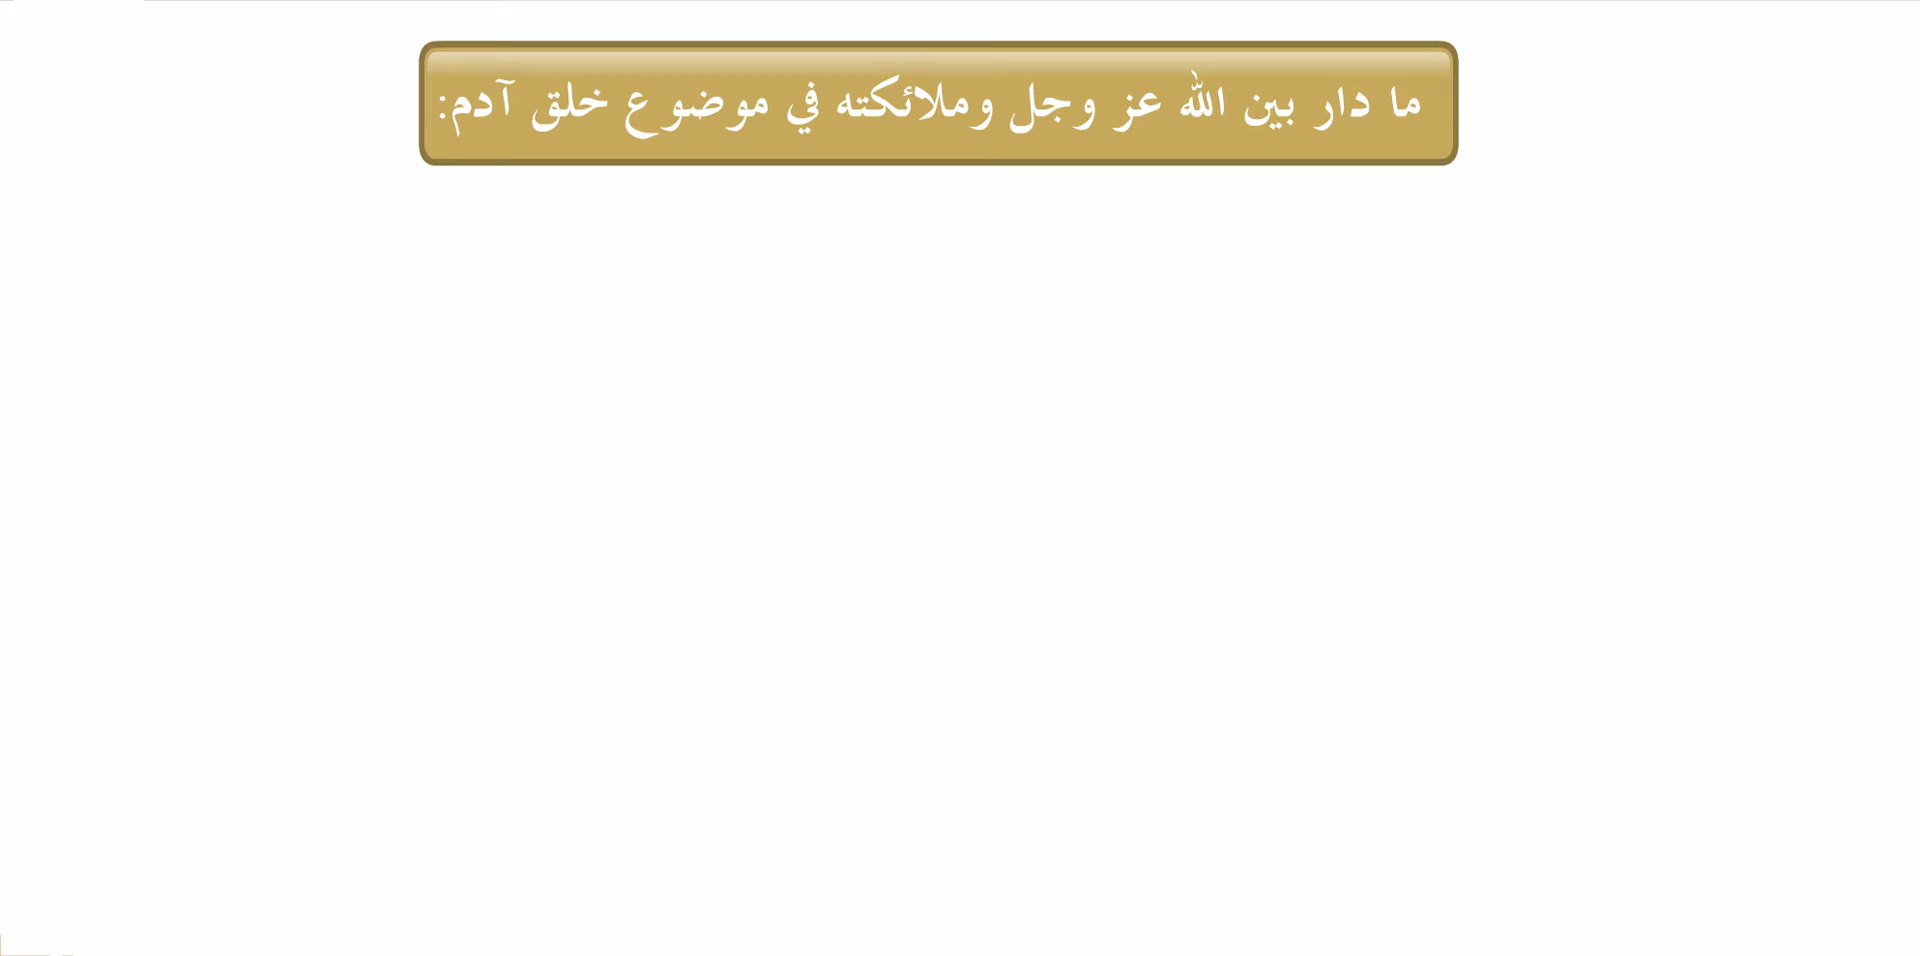 ما دار بين الله عز وجل وملائكته في موضوع خلق آدم: